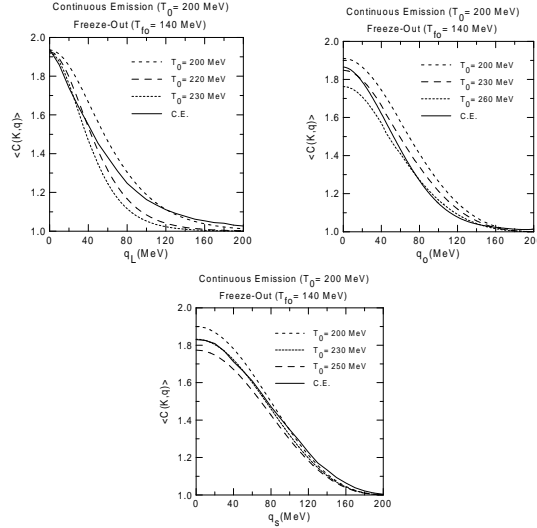 Continuous Emission (T0= 200 MeV)
Freeze-Out (Tfo= 140 MeV)
<C(K,q)>
2.0
1.8
1.6
1.4
1.2
1.0
T0= 200 MeV
T0= 220 MeV
T0= 230 MeV
C.E.
0 40 80 120 160 200
qL(MeV)
Continuous Emission (T0= 200 MeV)
Freeze-Out (Tfo= 140 MeV)
<C(K,q)>
2.0
1.8
1.6
1.4
1.2
1.0
T0= 200 MeV
T0= 230 MeV
T0= 260 MeV
C.E.
0 40 80 120 160 200
qo(MeV)
Continuous Emission (T0= 200 MeV)
Freeze-Out (Tfo= 140 MeV)
<C(K,q)>
2.0
1.8
1.6
1.4
1.2
1.0
T0= 200 MeV
T0= 230 MeV
T0= 250 MeV
C.E.
0 40 80 120 160 200
qs(MeV)